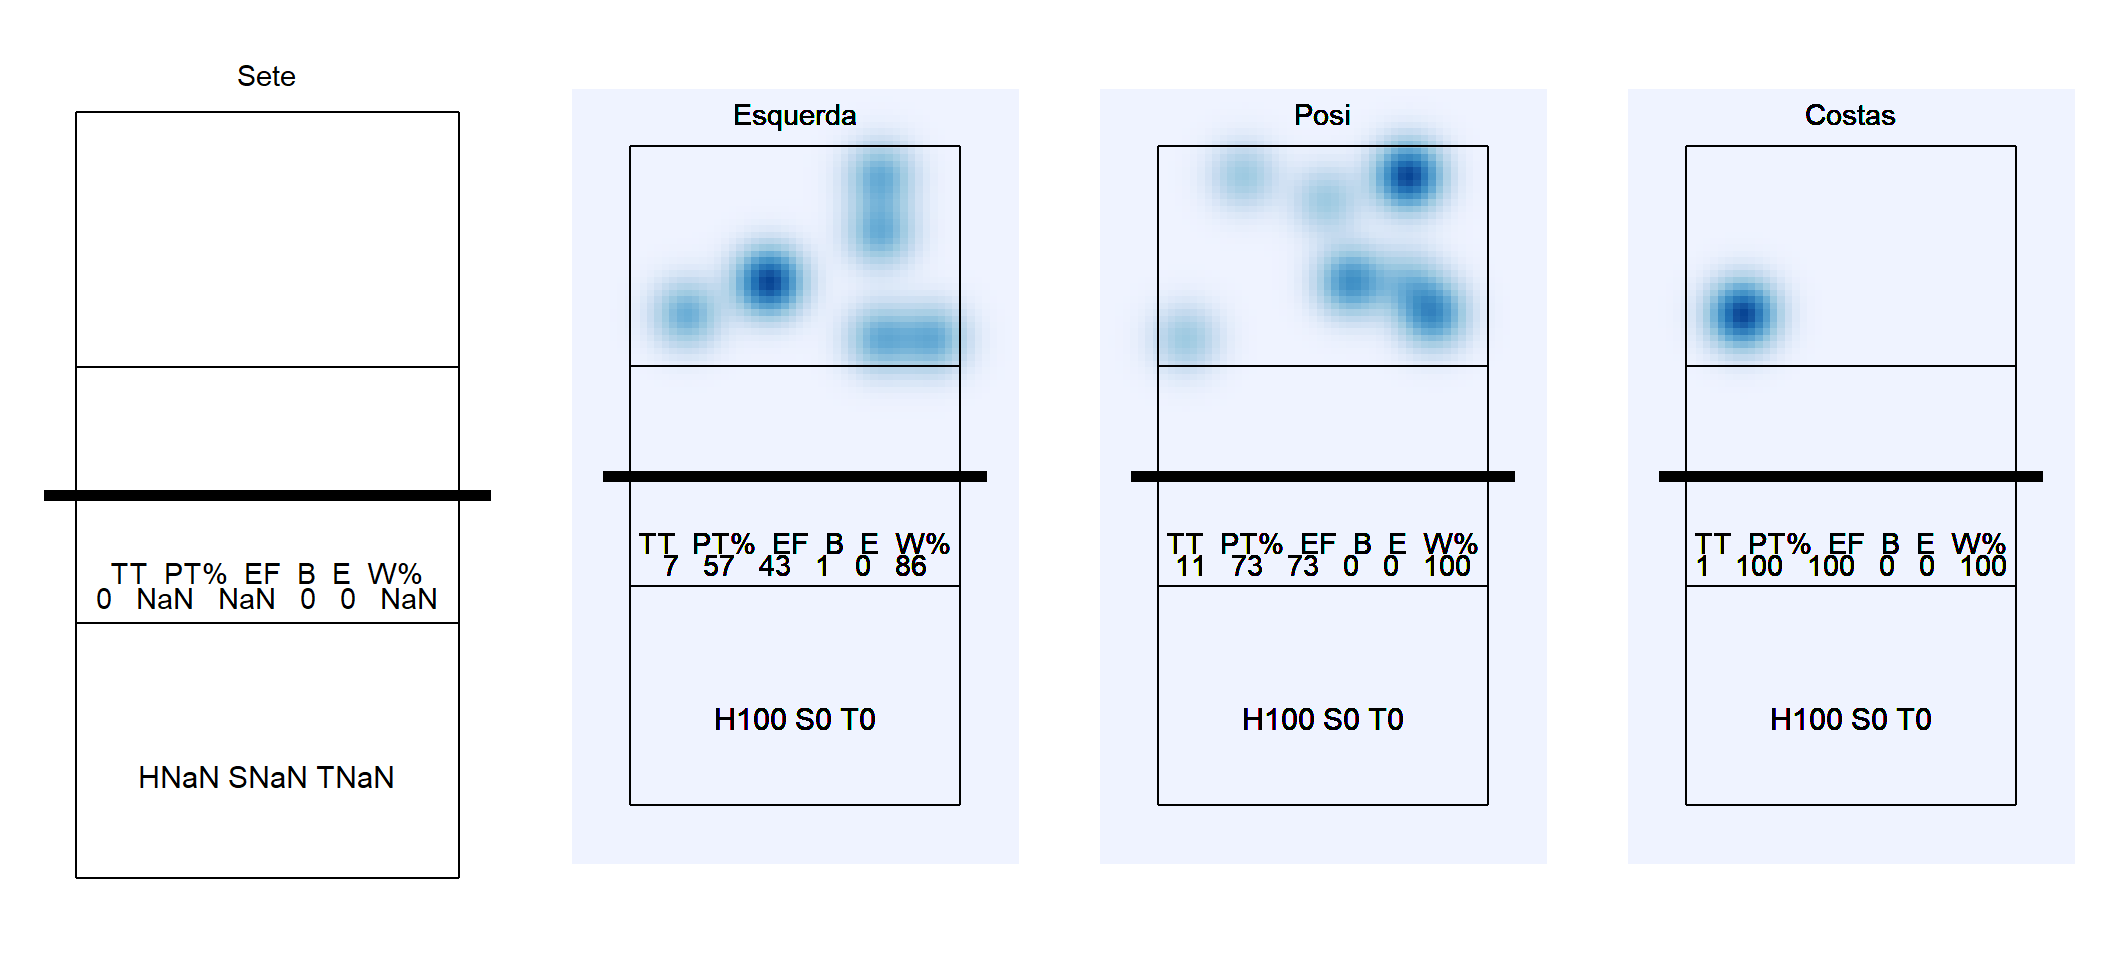 Sete
TT PT% EF B E W%
0 NaN NaN 0 0 NaN
HNaN SNaN TNaN
Esquerda
TT PT% EF B E W%
7 57 43 1 0 86
H100 S0 T0
Posi
TT PT% EF B E W%
11 73 73 0 0 100
H100 S0 T0
Costas
TT PT% EF B E W%
1 100 100 0 0 100
H100 S0 T0